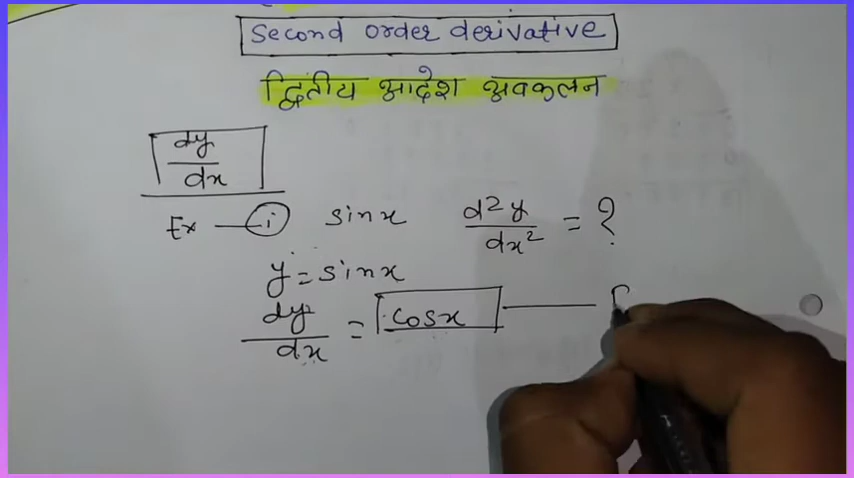 second order derivative
द्वितीय आदेश अवकलन
dy/dx
Ex — (i) sinx d²y/dx² = ?
y = sinx
dy/dx = cosx —